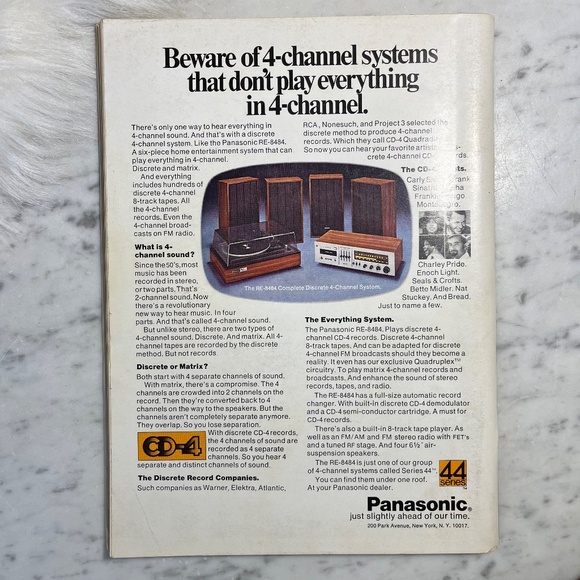 Beware of 4-channel systems
that don't play everything
in 4-channel.
There's only one way to hear everything in
4-channel sound. And that's with a discrete
4-channel system. Like the Panasonic RE-8484.
A six-piece home entertainment system that can
play everything in 4-channel.
Discrete and matrix.
And everything
includes hundreds of
discrete 4-channel
8-track tapes. All
the 4-channel
records. Even the
4-channel broad-
casts on FM radio.
What is 4-
channel sound?
Since the 50's, most
music has been
recorded in stereo,
or two parts. That's
2-channel sound. Now
there's a revolutionary
new way to hear music. In four
parts. And that's called 4-channel sound.
But unlike stereo, there are two types of
4-channel sound. Discrete. And matrix. All 4-
channel tapes are recorded by the discrete
method. But not records.
Discrete or Matrix?
Both start with 4 separate channels of sound.
With matrix, there's a compromise. The 4
channels are crowded into 2 channels on the
record. Then they're converted back to 4
channels on the way to the speakers. But the
channels aren't completely separate anymore.
They overlap. So you lose separation.
CD-4
With discrete CD-4 records,
the 4 channels of sound are
recorded as 4 separate
channels. So you hear 4
separate and distinct channels of sound.
The Discrete Record Companies.
Such companies as Warner, Elektra, Atlantic,
RCA, Nonesuch, and Project 3 selected the
discrete method to produce 4-channel
records. Which they call CD-4
So now you can hear your favorite
crete 4-channel
The
Carly Frank
Charley Pride.
Enoch Light.
Seals & Crofts.
Bette Midler. Nat
Stuckey. And Bread.
Just to name a few.
The RE-8484 Complete Discrete 4-Channel System.
The Everything System.
The Panasonic RE-8484. Plays discrete 4-
channel CD-4 records. Discrete 4-channel
8-track tapes. And can be adapted for discrete
4-channel FM broadcasts should they become a
reality. It even has our exclusive Quadruplex™
circuitry. To play matrix 4-channel records and
broadcasts. And enhance the sound of stereo
records, tapes, and radio.
The RE-8484 has a full-size automatic record
changer. With built-in discrete CD-4 demodulator
and a CD-4 semi-conductor cartridge. A must for
CD-4 records.
There's also a built-in 8-track tape player. As
well as an FM/AM and FM stereo radio with FET's
and a tuned RF stage. And four 6½" air-
suspension speakers.
The RE-8484 is just one of our group
of 4-channel systems called Series 44™.
You can find them under one roof.
At your Panasonic dealer.
44
series™
Panasonic®
just slightly ahead of our time.
200 Park Avenue, New York, N. Y. 10017.